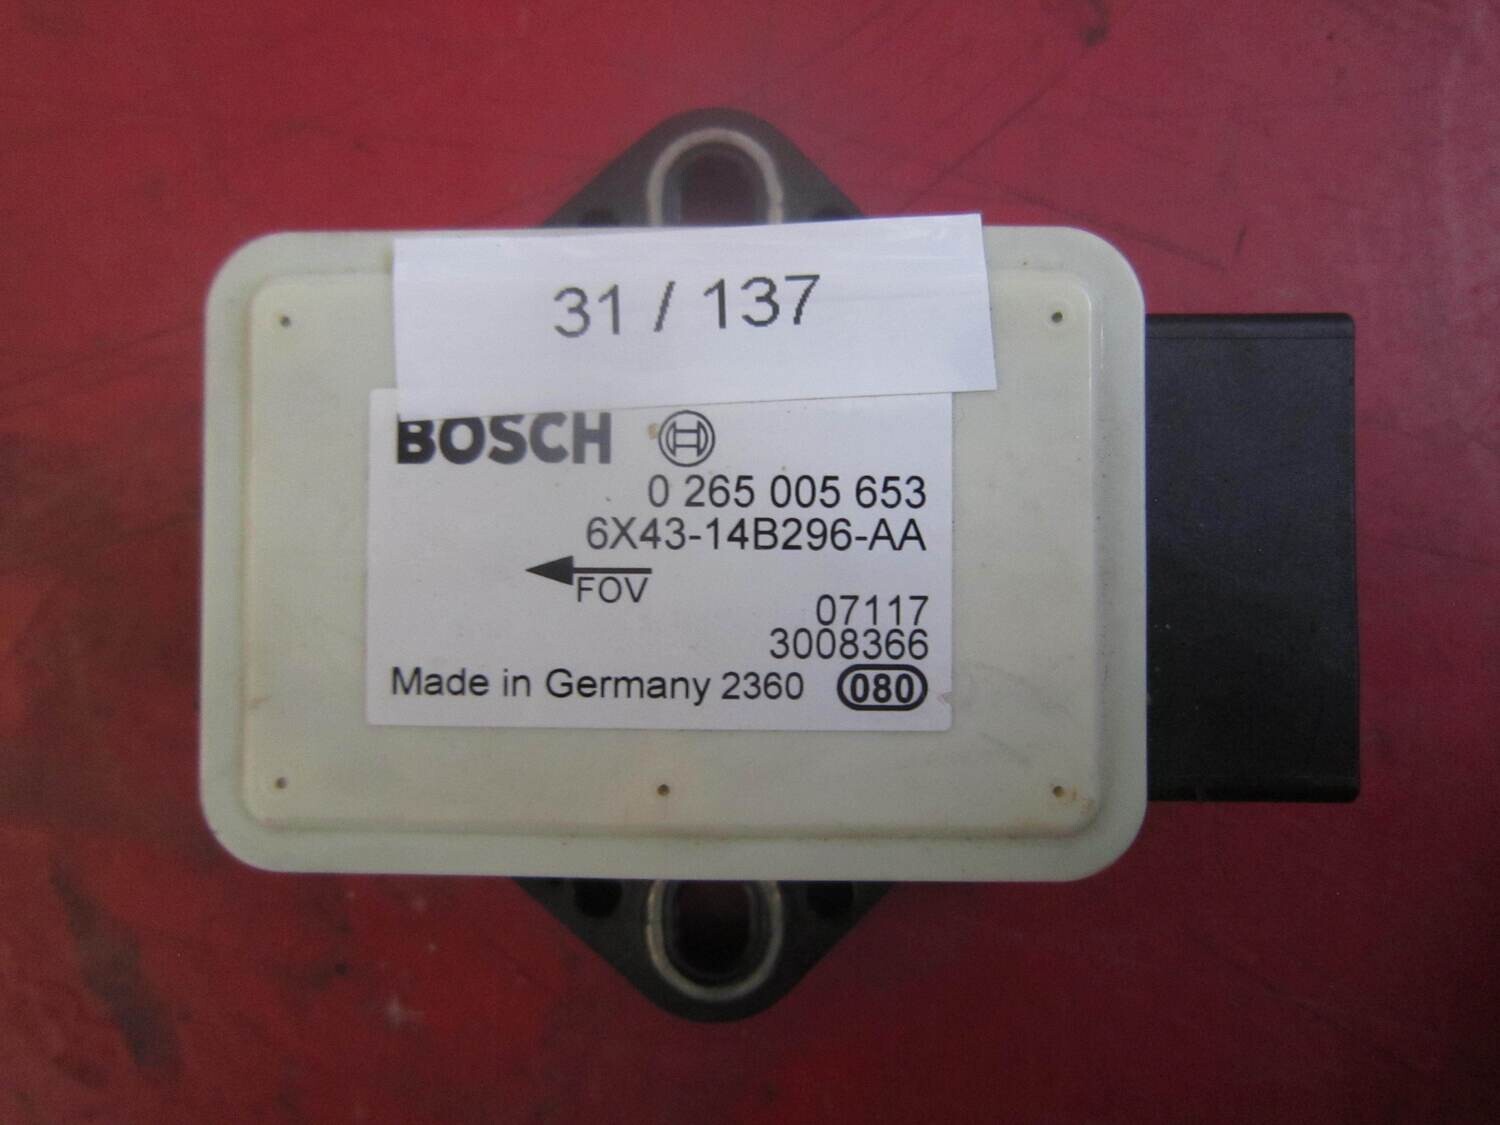 31 / 137
BOSCH
0 265 005 653
6X43-14B296-AA
FOV
07117
3008366
Made in Germany 2360 080